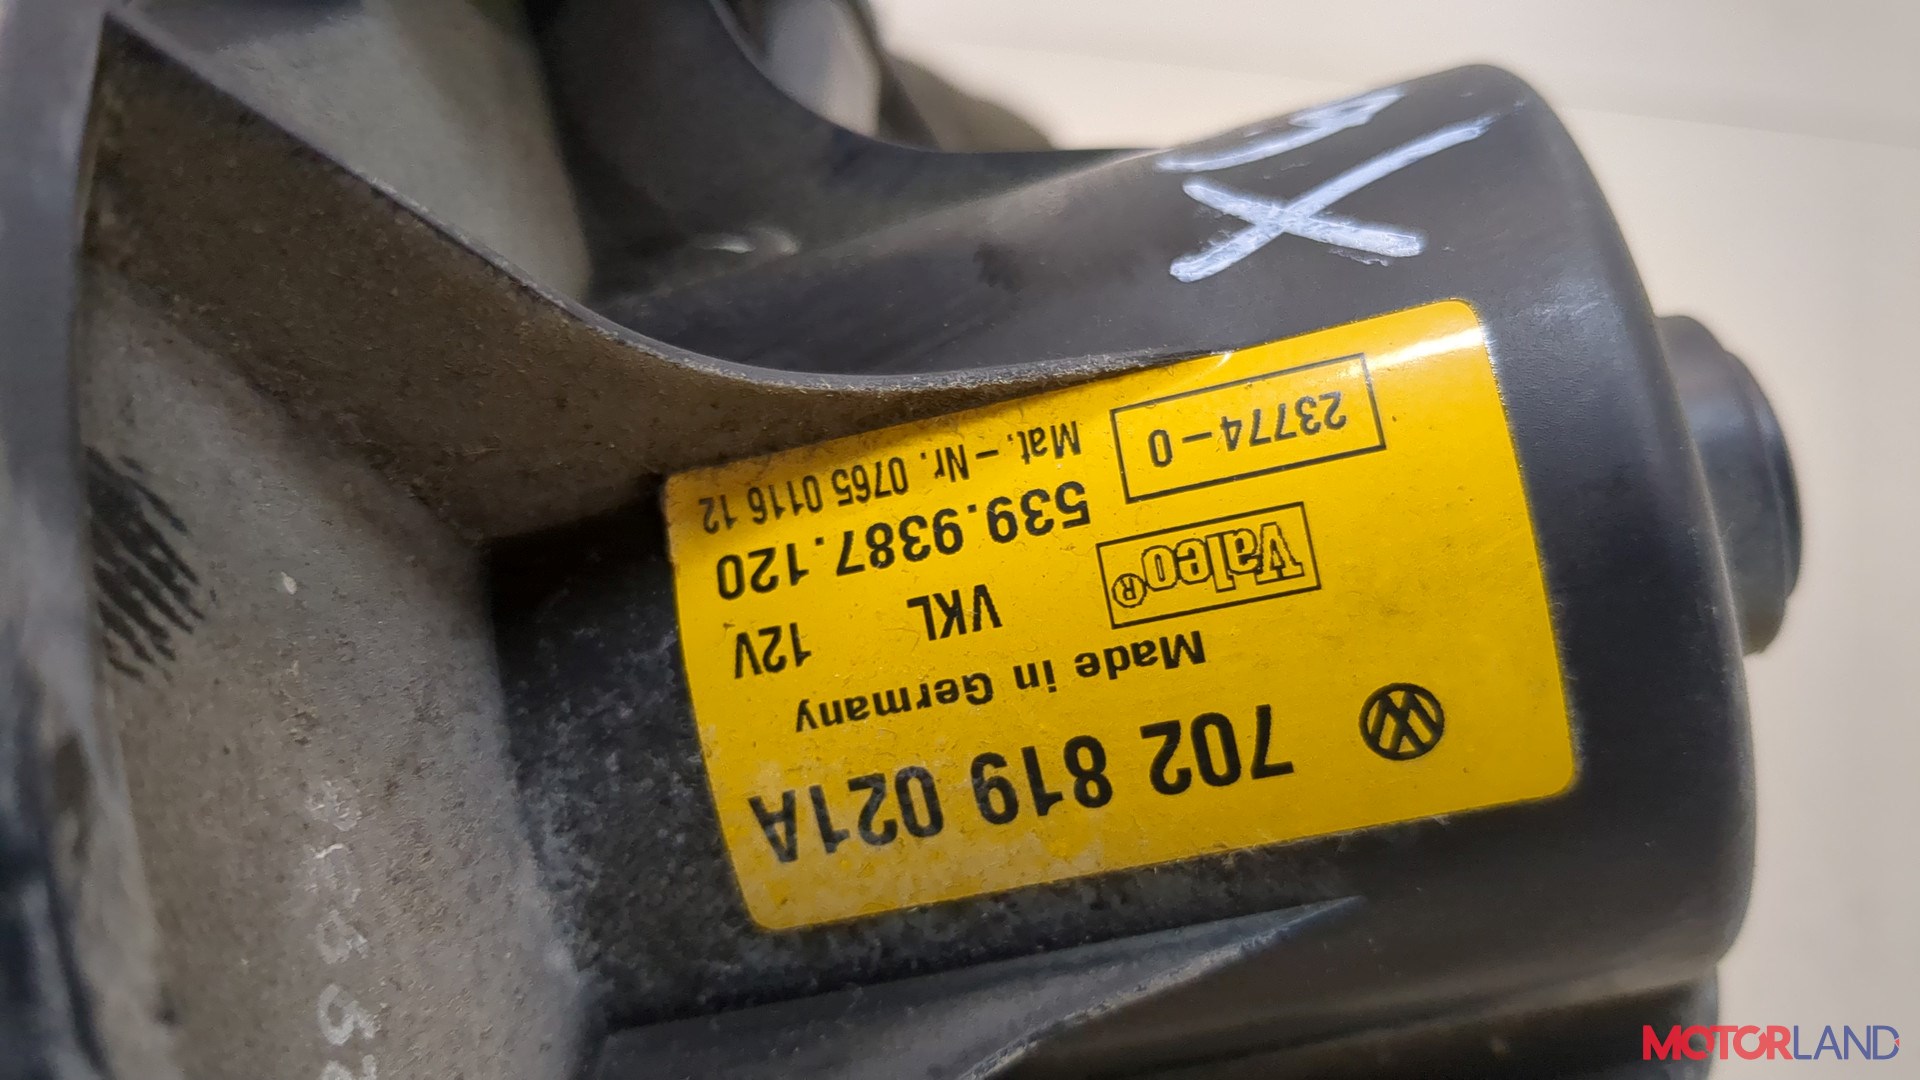 702 819 021A
Made in Germany
Valeo®
VKL 12V
539.9387.120
23774-0
Mat.-Nr. 0765 0116 12
MOTORLAND